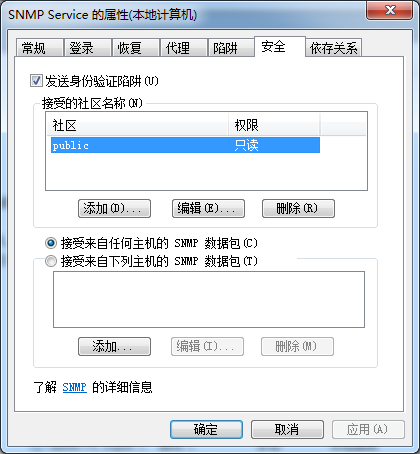 SNMP Service 的属性(本地计算机)
常规 登录 恢复 代理 陷阱 安全 依存关系
发送身份验证陷阱(U)
接受的社区名称(N)
社区 权限
public 只读
添加(D)... 编辑(E)... 删除(R)
接受来自任何主机的 SNMP 数据包(C)
接受来自下列主机的 SNMP 数据包(T)
添加... 编辑(I)... 删除(M)
了解 SNMP 的详细信息
确定 取消 应用(A)